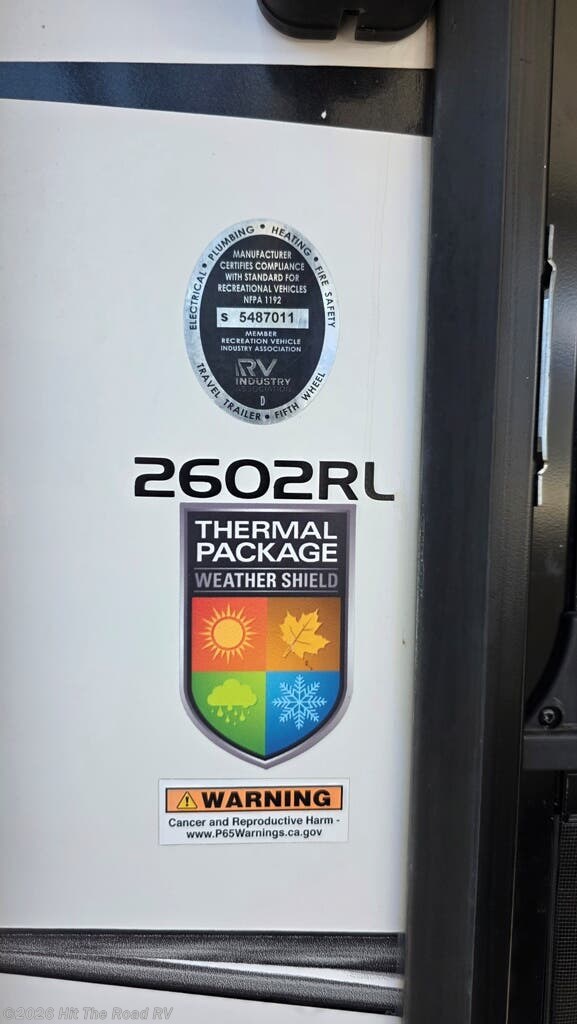 ELECTRICAL • PLUMBING • HEATING • FIRE SAFETY
MANUFACTURER
CERTIFIES COMPLIANCE
WITH STANDARD FOR
RECREATIONAL VEHICLES
NFPA 1192
S 5487011
MEMBER
RECREATION VEHICLE
INDUSTRY ASSOCIATION
RV
INDUSTRY
ASSOCIATION
D
TRAVEL TRAILER • FIFTH WHEEL
2602RL
THERMAL
PACKAGE
WEATHER SHIELD
WARNING
Cancer and Reproductive Harm -
www.P65Warnings.ca.gov
©2026 Hit The Road RV